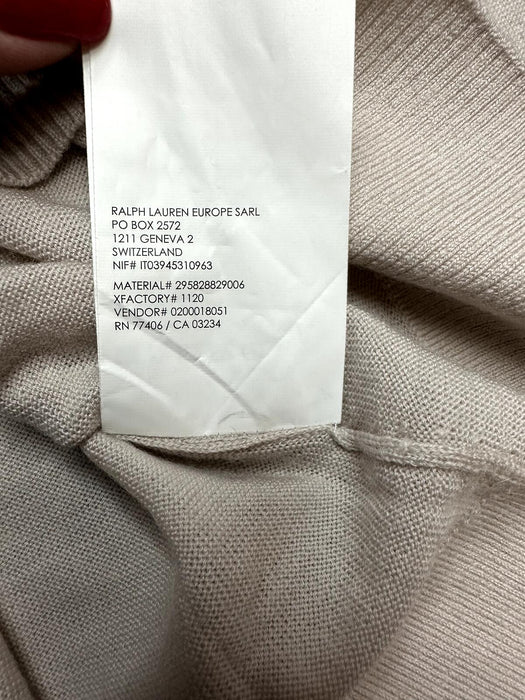 RALPH LAUREN EUROPE SARL
PO BOX 2572
1211 GENEVA 2
SWITZERLAND
NIF# IT03945310963
MATERIAL# 295828829006
XFACTORY# 1120
VENDOR# 0200018051
RN 77406 / CA 03234